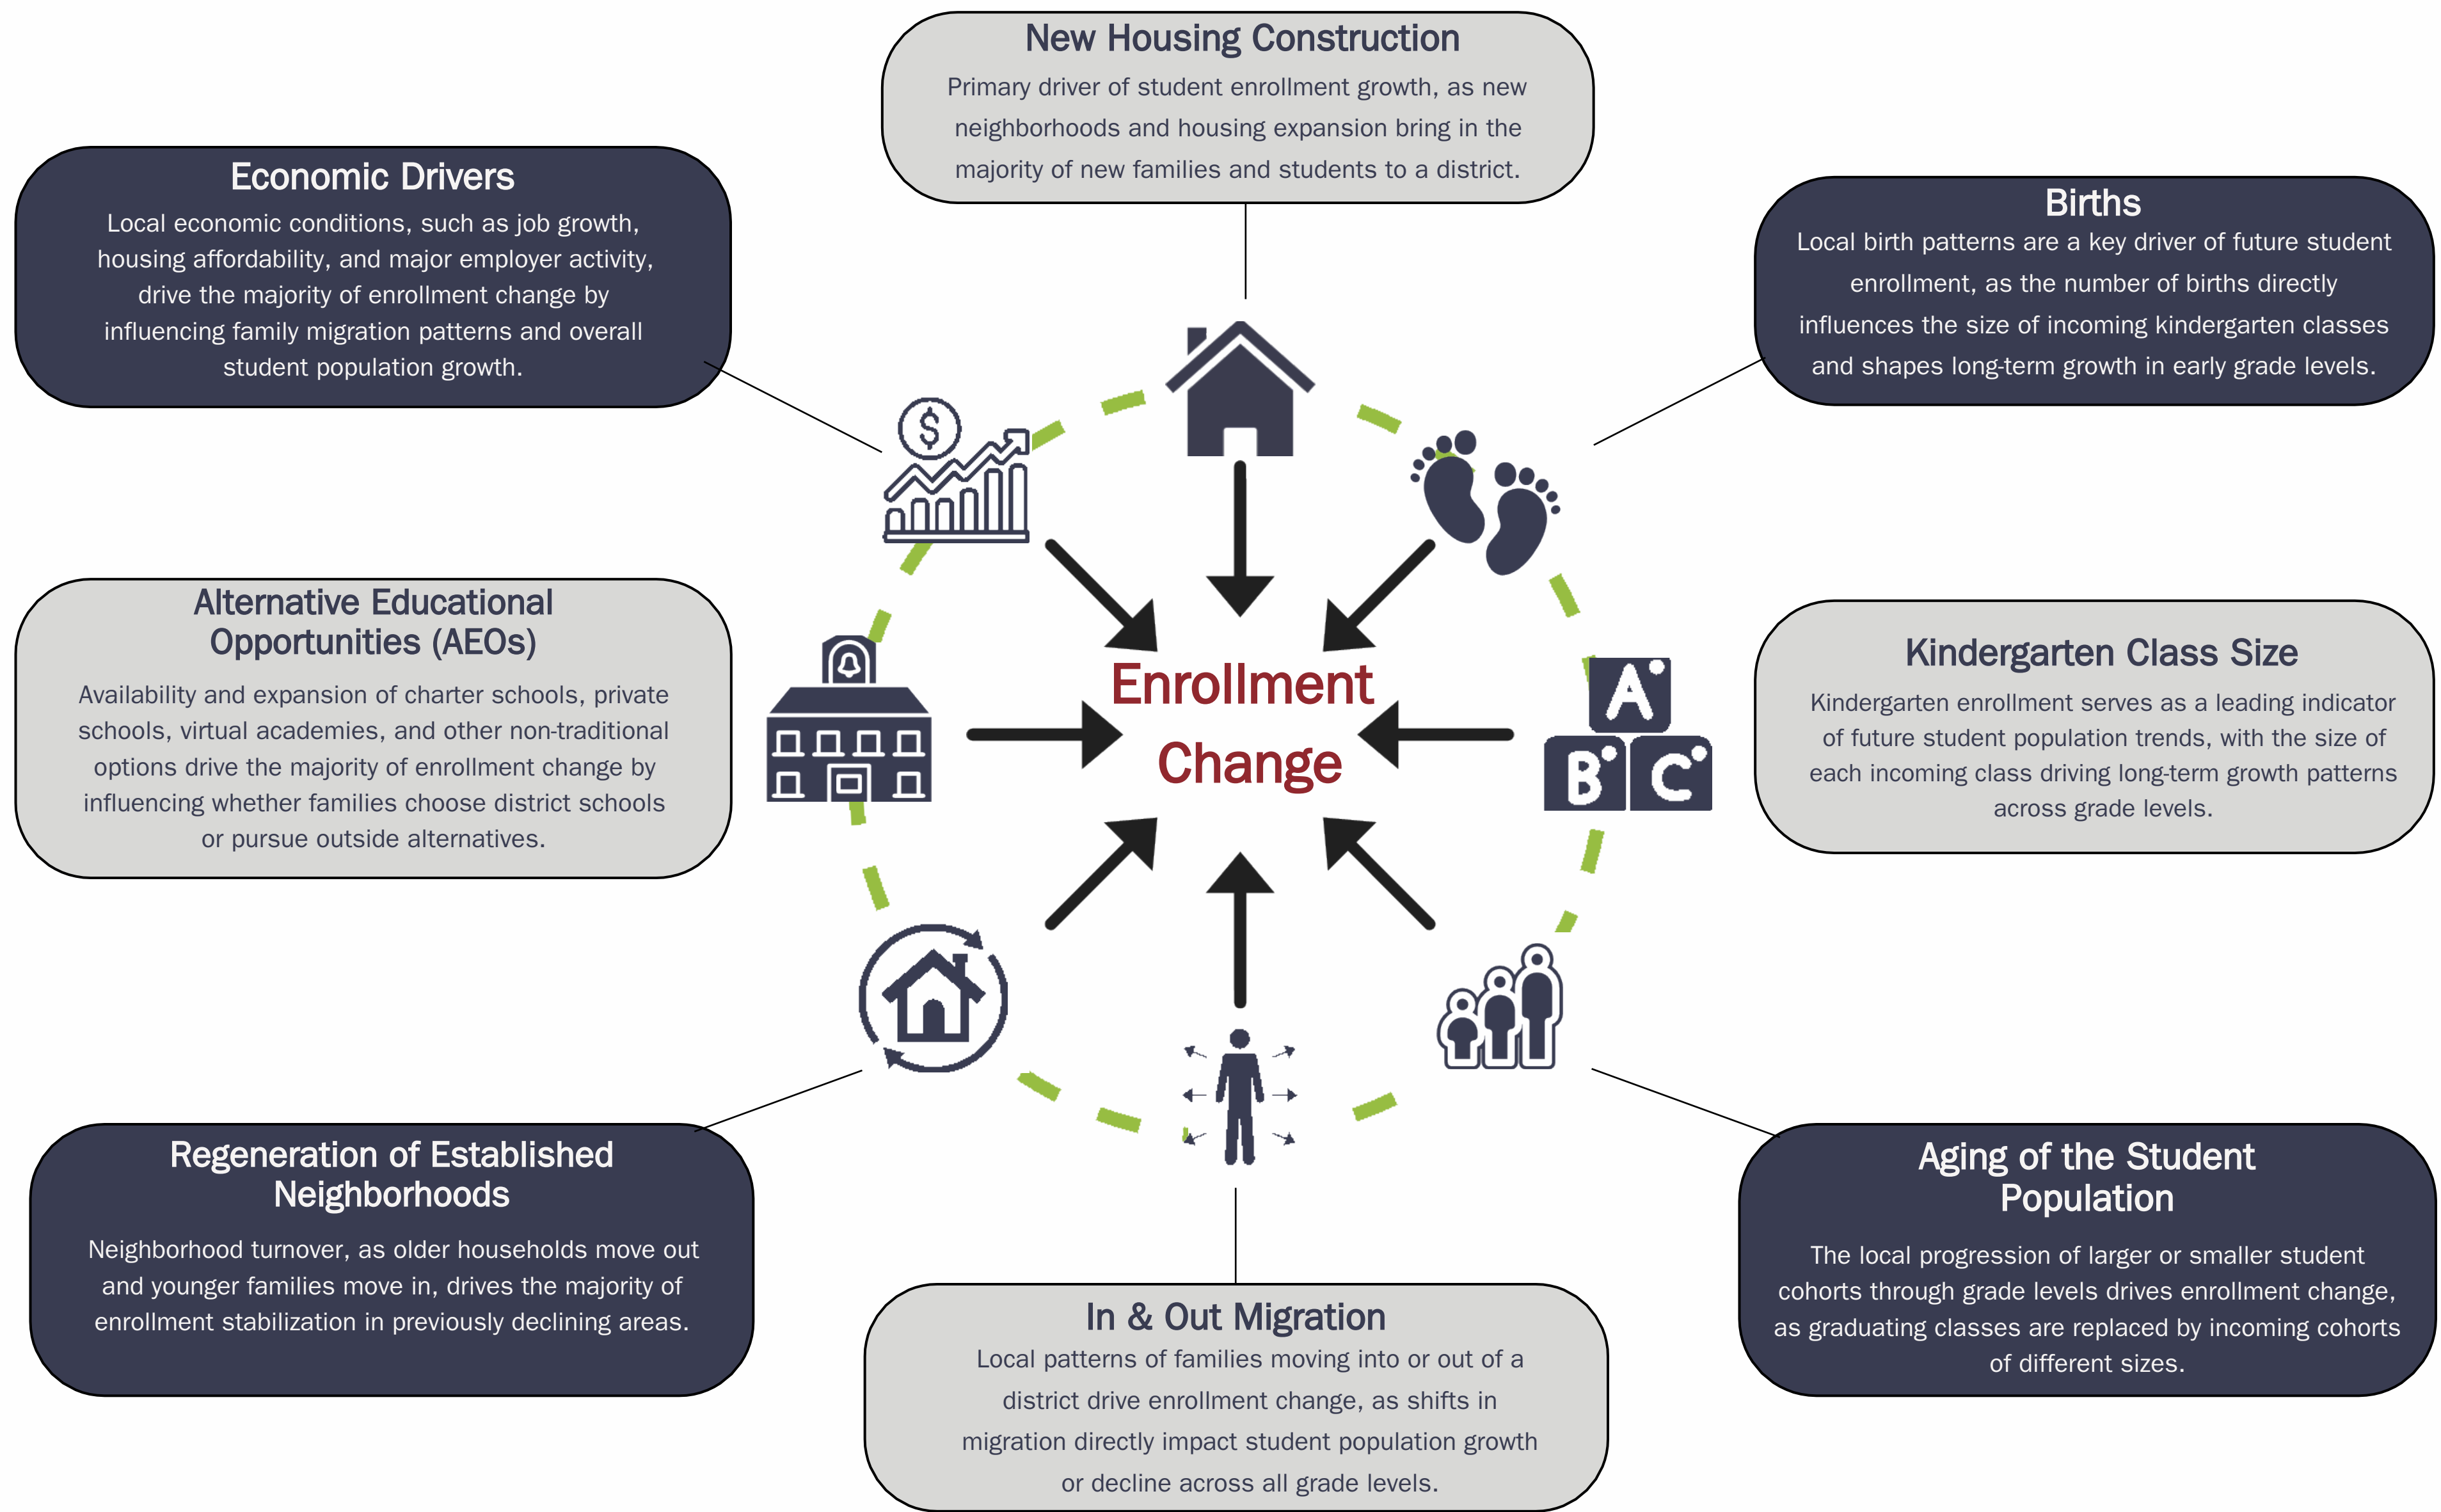 New Housing Construction
Primary driver of student enrollment growth, as new
neighborhoods and housing expansion bring in the
majority of new families and students to a district.
Economic Drivers
Local economic conditions, such as job growth,
housing affordability, and major employer activity,
drive the majority of enrollment change by
influencing family migration patterns and overall
student population growth.
Births
Local birth patterns are a key driver of future student
enrollment, as the number of births directly
influences the size of incoming kindergarten classes
and shapes long-term growth in early grade levels.
$
Alternative Educational
Opportunities (AEOs)
Availability and expansion of charter schools, private
schools, virtual academies, and other non-traditional
options drive the majority of enrollment change by
influencing whether families choose district schools
or pursue outside alternatives.
Enrollment
Change
A
B C
Kindergarten Class Size
Kindergarten enrollment serves as a leading indicator
of future student population trends, with the size of
each incoming class driving long-term growth patterns
across grade levels.
Regeneration of Established
Neighborhoods
Neighborhood turnover, as older households move out
and younger families move in, drives the majority of
enrollment stabilization in previously declining areas.
In & Out Migration
Local patterns of families moving into or out of a
district drive enrollment change, as shifts in
migration directly impact student population growth
or decline across all grade levels.
Aging of the Student
Population
The local progression of larger or smaller student
cohorts through grade levels drives enrollment change,
as graduating classes are replaced by incoming cohorts
of different sizes.